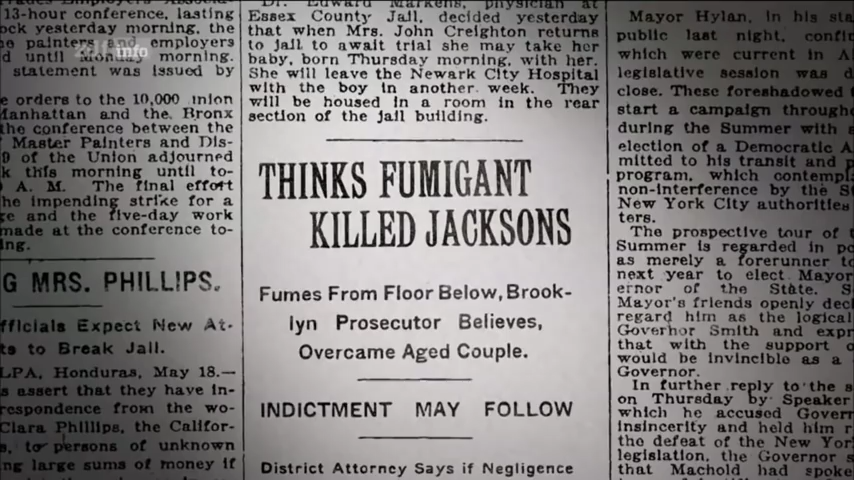 13-hour conference, lasting
ock yesterday morning, the
painters and employers
d until Monday morning.
statement was issued by
e orders to the 10,000 union
Manhattan and the Bronx
the conference between the
Master Painters and Dis-
9 of the Union adjourned
k this morning until to-
A. M. The final effort
he impending strike for a
ge and the five-day work
made at the conference to-
ing.
G MRS. PHILLIPS.
fficials Expect New At-
ts to Break Jail.
LPA, Honduras, May 18.—
s assert that they have in-
respondence from the wo-
Clara Phillips, the Califor-
s, to persons of unknown
ng large sums of money if
Dr. Edward Markens, physician at
Essex County Jail, decided yesterday
that when Mrs. John Creighton returns
to jail to await trial she may take her
baby, born Thursday morning, with her.
She will leave the Newark City Hospital
with the boy in another week. They
will be housed in a room in the rear
section of the jail building.
THINKS FUMIGANT
KILLED JACKSONS
Fumes From Floor Below, Brook-
lyn Prosecutor Believes,
Overcame Aged Couple.
INDICTMENT MAY FOLLOW
District Attorney Says if Negligence
Mayor Hylan, in his sta
public last night, confir
which were current in A
legislative session was d
close. These foreshadowed t
start a campaign througho
during the Summer with a
election of a Democratic A
mitted to his transit and p
program, which contempl
non-interference by the S
New York City authorities
ters.
The prospective tour of t
Summer is regarded in po
as merely a forerunner to
next year to elect Mayor
ernor of the State. S
Mayor's friends openly decl
regard him as the logical
Governor Smith and expr
that with the support o
would be invincible as a
Governor.
In further reply to the s
on Thursday by Speaker
which he accused Govern
insincerity and held him r
the defeat of the New York
legislation, the Governor s
that Machold had spoke
zdf info